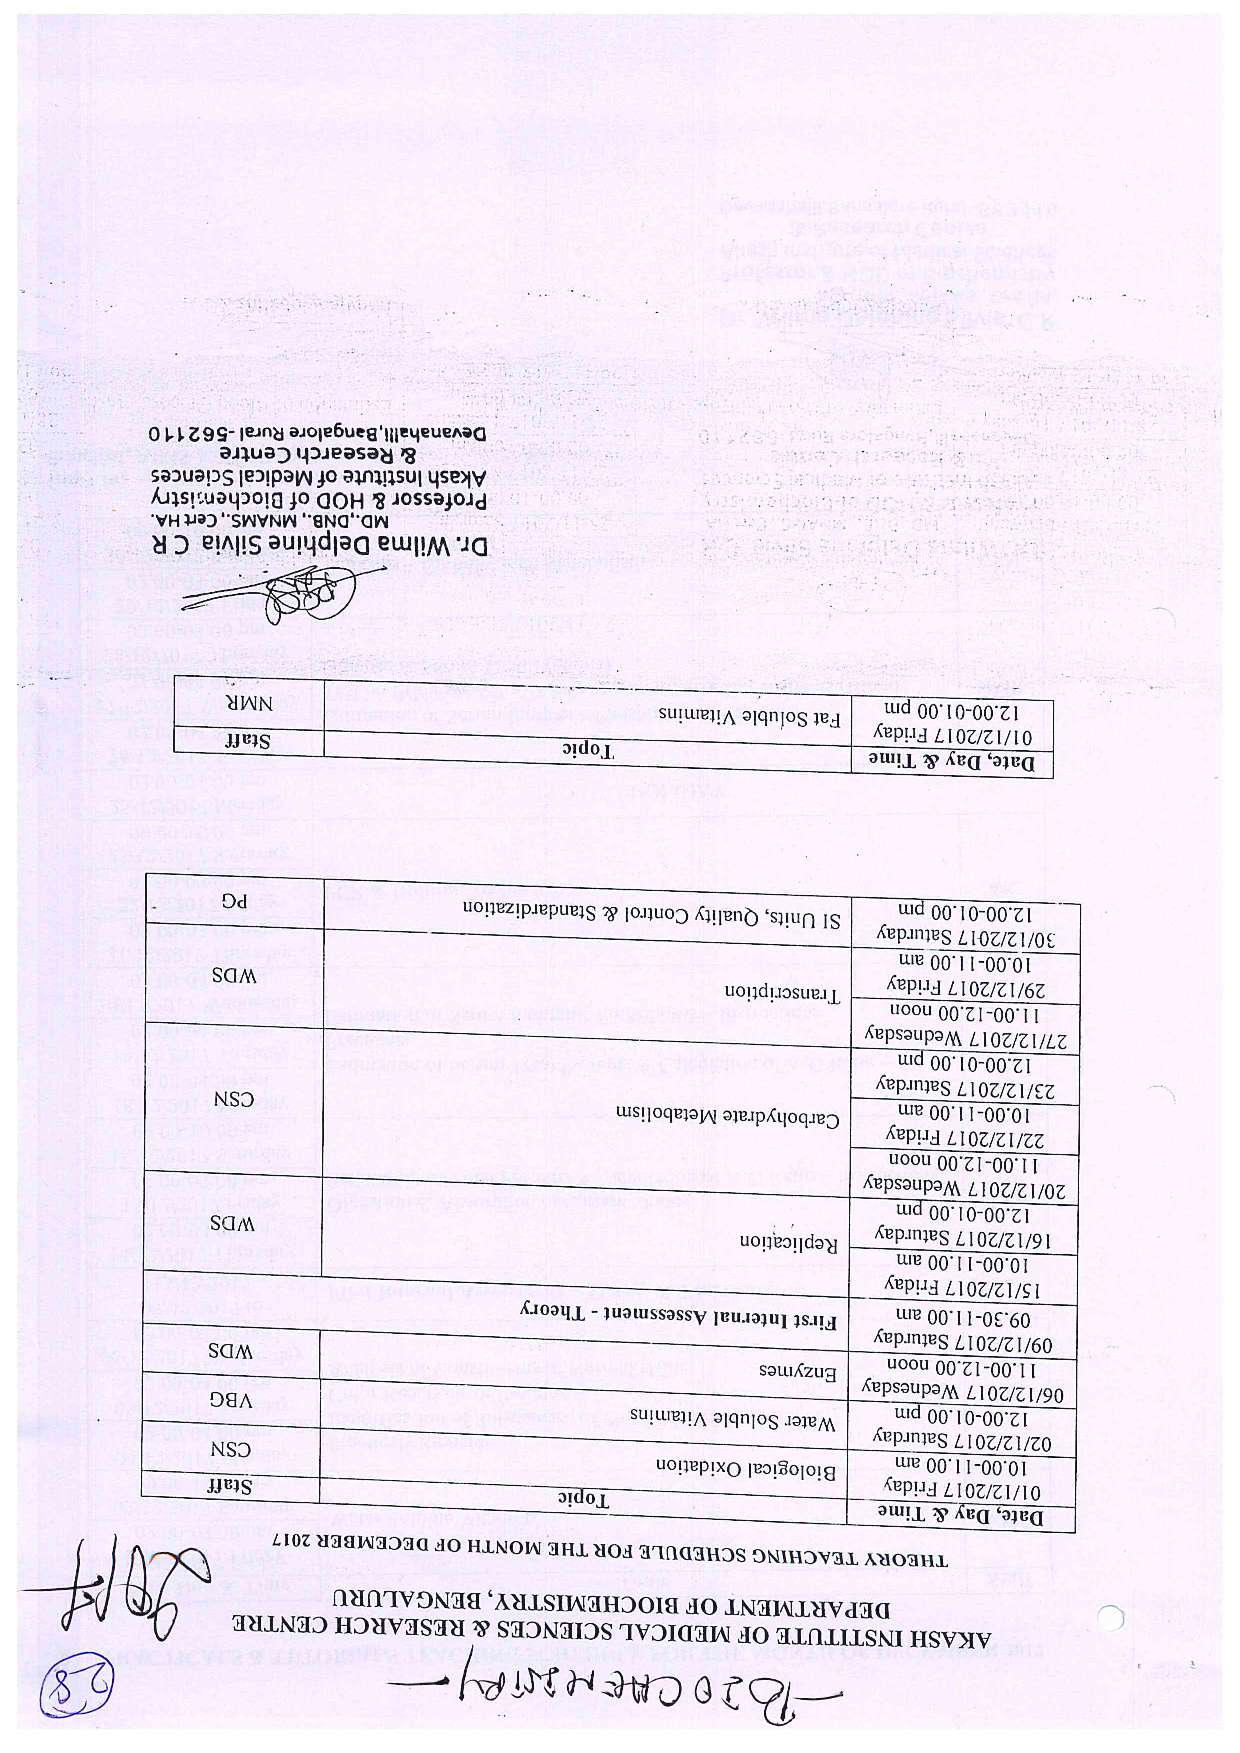 28
- BIOCHEMISTRY -
2017
AKASH INSTITUTE OF MEDICAL SCIENCES & RESEARCH CENTRE
DEPARTMENT OF BIOCHEMISTRY, BENGALURU
THEORY TEACHING SCHEDULE FOR THE MONTH OF DECEMBER 2017
Date, Day & Time Topic Staff
01/12/2017 Friday
10.00-11.00 am Biological Oxidation CSN
02/12/2017 Saturday
12.00-01.00 pm Water Soluble Vitamins VBG
06/12/2017 Wednesday
11.00-12.00 noon Enzymes WDS
09/12/2017 Saturday
09.30-11.00 am First Internal Assessment - Theory
15/12/2017 Friday
10.00-11.00 am Replication WDS
16/12/2017 Saturday
12.00-01.00 pm
20/12/2017 Wednesday
11.00-12.00 noon
22/12/2017 Friday
10.00-11.00 am Carbohydrate Metabolism CSN
23/12/2017 Saturday
12.00-01.00 pm
27/12/2017 Wednesday
11.00-12.00 noon
29/12/2017 Friday Transcription WDS
10.00-11.00 am
30/12/2017 Saturday
12.00-01.00 pm SI Units, Quality Control & Standardization PG
Date, Day & Time Topic Staff
01/12/2017 Friday
12.00-01.00 pm Fat Soluble Vitamins NMR
Dr. Wilma Delphine Silvia C R
MD.,DNB., MNAMS., Cert HA.
Professor & HOD of Biochemistry
Akash Institute of Medical Sciences
& Research Centre
Devanahalli,Bangalore Rural -562110